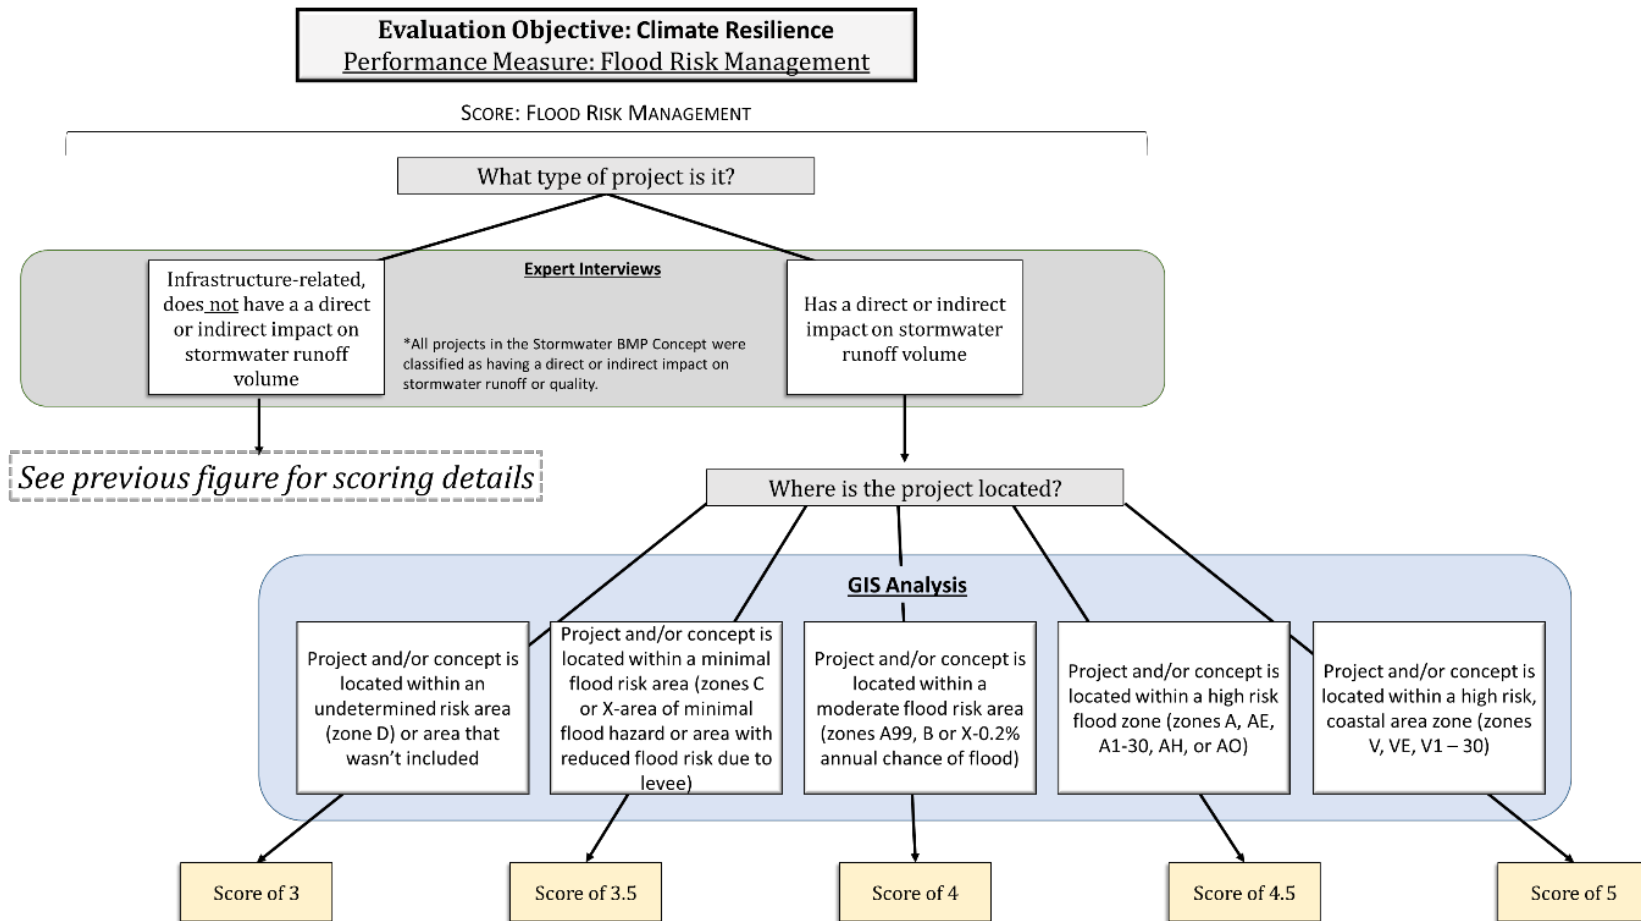 Evaluation Objective: Climate Resilience
Performance Measure: Flood Risk Management
SCORE: FLOOD RISK MANAGEMENT
What type of project is it?
Infrastructure-related,
does not have a a direct
or indirect impact on
stormwater runoff
volume
Expert Interviews
*All projects in the Stormwater BMP Concept were
classified as having a direct or indirect impact on
stormwater runoff or quality.
Has a direct or indirect
impact on stormwater
runoff volume
See previous figure for scoring details
Where is the project located?
GIS Analysis
Project and/or concept is
located within an
undetermined risk area
(zone D) or area that
wasn't included
Project and/or concept is
located within a minimal
flood risk area (zones C
or X-area of minimal
flood hazard or area with
reduced flood risk due to
levee)
Project and/or concept is
located within a
moderate flood risk area
(zones A99, B or X-0.2%
annual chance of flood)
Project and/or concept is
located within a high risk
flood zone (zones A, AE,
A1-30, AH, or AO)
Project and/or concept is
located within a high risk,
coastal area zone (zones
V, VE, V1 – 30)
Score of 3
Score of 3.5
Score of 4
Score of 4.5
Score of 5